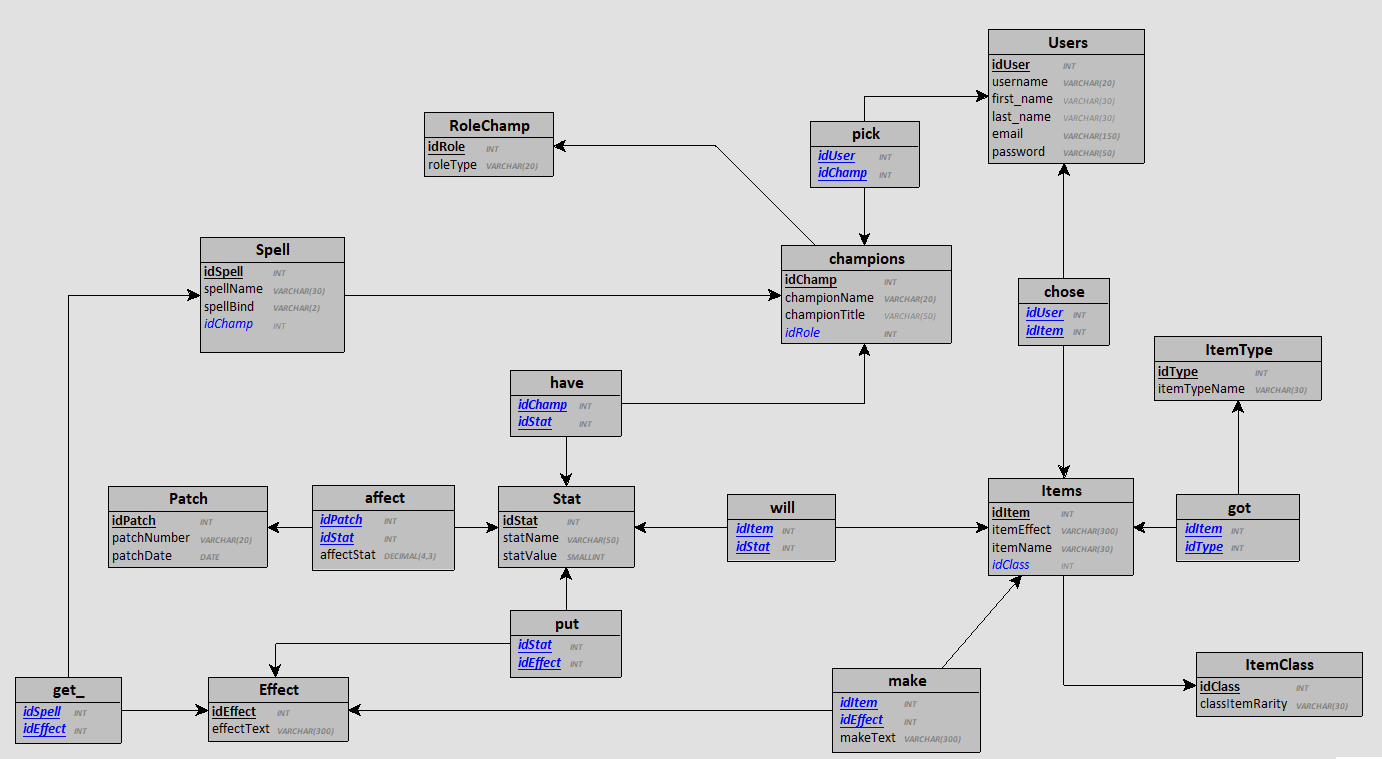 Users
idUser INT
username VARCHAR(20)
first_name VARCHAR(30)
last_name VARCHAR(30)
email VARCHAR(150)
password VARCHAR(50)
RoleChamp
idRole INT
roleType VARCHAR(20)
pick
idUser INT
idChamp INT
Spell
idSpell INT
spellName VARCHAR(30)
spellBind VARCHAR(2)
idChamp INT
champions
idChamp INT
championName VARCHAR(20)
championTitle VARCHAR(50)
idRole INT
chose
idUser INT
idItem INT
ItemType
idType INT
itemTypeName VARCHAR(30)
have
idChamp INT
idStat INT
Patch
idPatch INT
patchNumber VARCHAR(20)
patchDate DATE
affect
idPatch INT
idStat INT
affectStat DECIMAL(4,3)
Stat
idStat INT
statName VARCHAR(50)
statValue SMALLINT
will
idItem INT
idStat INT
Items
idItem INT
itemEffect VARCHAR(300)
itemName VARCHAR(30)
idClass INT
got
idItem INT
idType INT
put
idStat INT
idEffect INT
get_
idSpell INT
idEffect INT
Effect
idEffect INT
effectText VARCHAR(300)
make
idItem INT
idEffect INT
makeText VARCHAR(300)
ItemClass
idClass INT
classItemRarity VARCHAR(30)